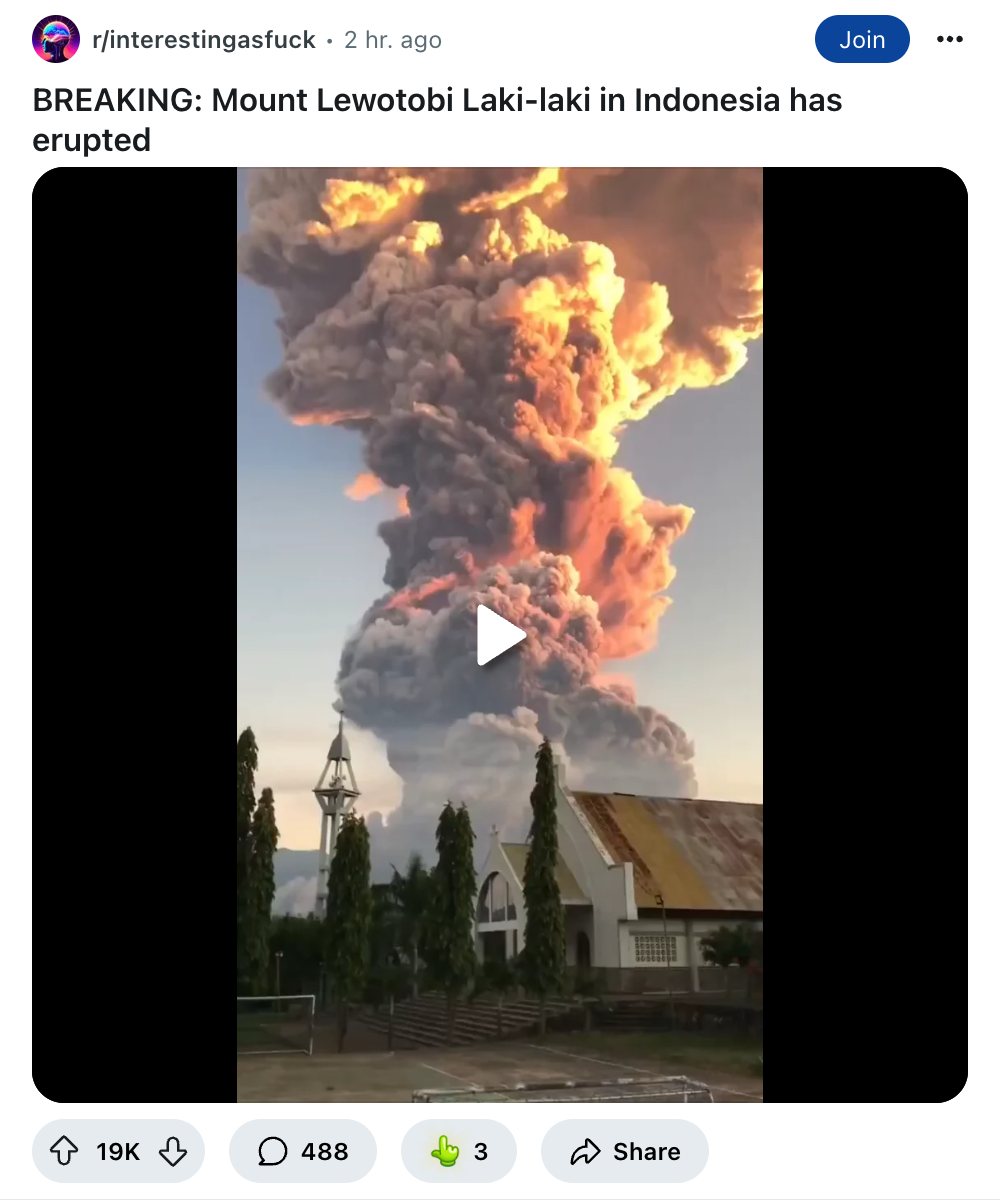 r/interestingasfuck • 2 hr. ago
Join
BREAKING: Mount Lewotobi Laki-laki in Indonesia has
erupted
19K
488
3
Share